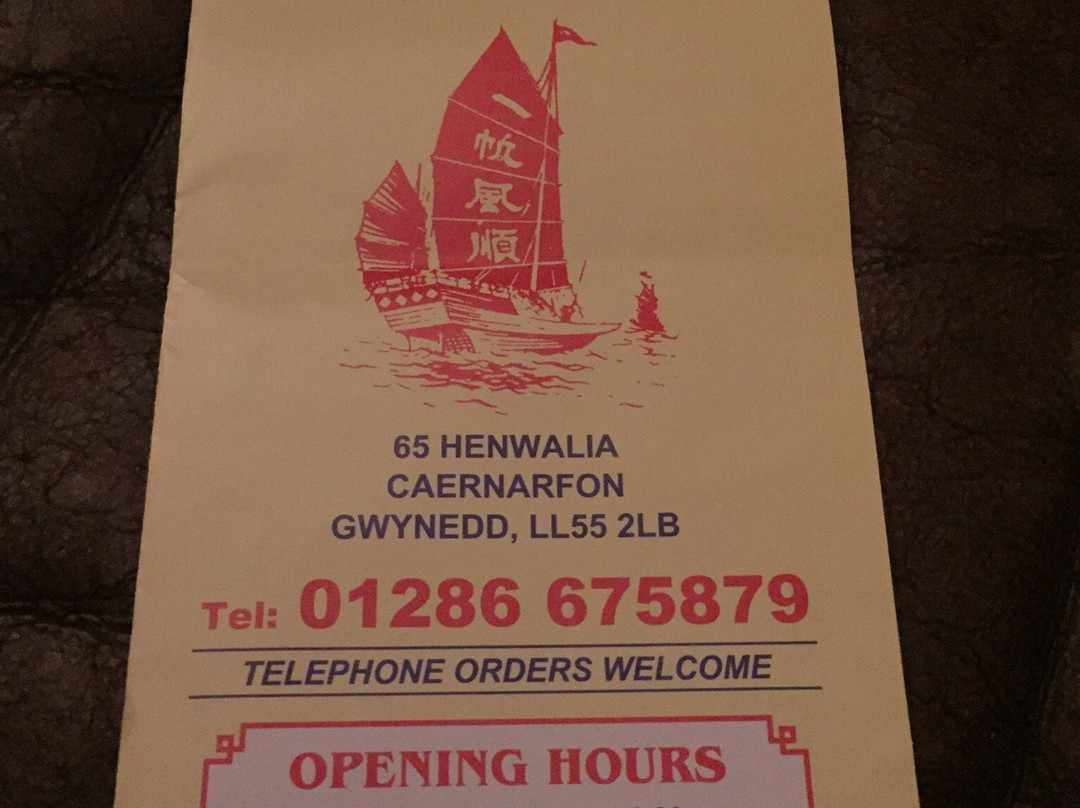 一帆風順
65 HENWALIA
CAERNARFON
GWYNEDD, LL55 2LB
Tel: 01286 675879
TELEPHONE ORDERS WELCOME
OPENING HOURS